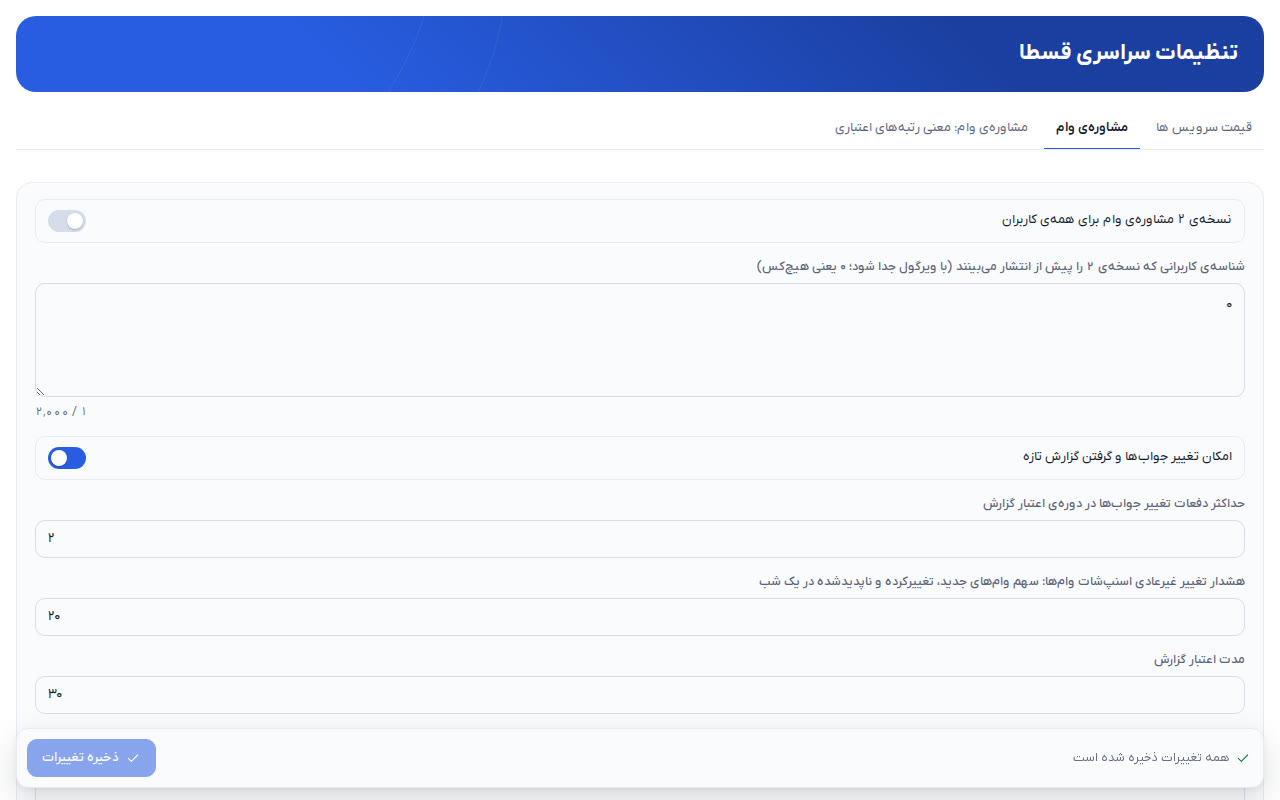 تنظیمات سراسری قسطا
قیمت سرویس ها
مشاوره‌ی وام
مشاوره‌ی وام: معنی رتبه‌های اعتباری
نسخه‌ی ۲ مشاوره‌ی وام برای همه‌ی کاربران
شناسه‌ی کاربرانی که نسخه‌ی ۲ را پیش از انتشار می‌بینند (با ویرگول جدا شود؛ ۰ یعنی هیچ‌کس)
۰
۱ / ۲,۰۰۰
امکان تغییر جواب‌ها و گرفتن گزارش تازه
حداکثر دفعات تغییر جواب‌ها در دوره‌ی اعتبار گزارش
۲
هشدار تغییر غیرعادی اسنپ‌شات وام‌ها: سهم وام‌های جدید، تغییرکرده و ناپدیدشده در یک شب
۲۰
مدت اعتبار گزارش
۳۰
همه تغییرات ذخیره شده است
ذخیره تغییرات